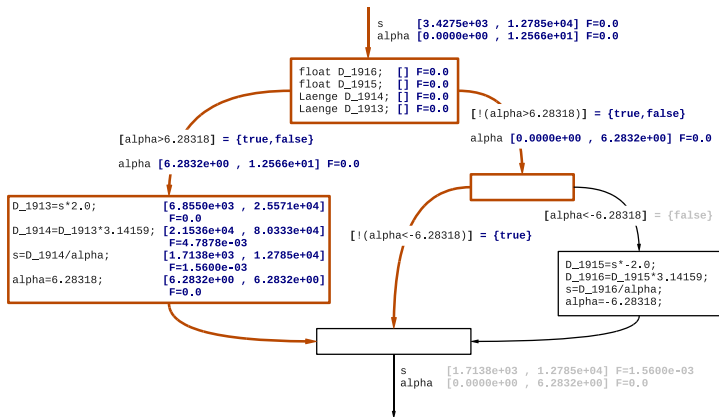 s [3.4275e+03 , 1.2785e+04] F=0.0
alpha [0.0000e+00 , 1.2566e+01] F=0.0
float D_1916; [] F=0.0
float D_1915; [] F=0.0
Laenge D_1914; [] F=0.0
Laenge D_1913; [] F=0.0
[alpha>6.28318] = {true,false}
alpha [6.2832e+00 , 1.2566e+01] F=0.0
[!(alpha>6.28318)] = {true,false}
alpha [0.0000e+00 , 6.2832e+00] F=0.0
D_1913=s*2.0; [6.8550e+03 , 2.5571e+04]
F=0.0
D_1914=D_1913*3.14159; [2.1536e+04 , 8.0333e+04]
F=4.7878e-03
s=D_1914/alpha; [1.7138e+03 , 1.2785e+04]
F=1.5600e-03
alpha=6.28318; [6.2832e+00 , 6.2832e+00]
F=0.0
[!(alpha<-6.28318)] = {true}
[alpha<-6.28318] = {false}
D_1915=s*-2.0;
D_1916=D_1915*3.14159;
s=D_1916/alpha;
alpha=-6.28318;
s [1.7138e+03 , 1.2785e+04] F=1.5600e-03
alpha [0.0000e+00 , 6.2832e+00] F=0.0